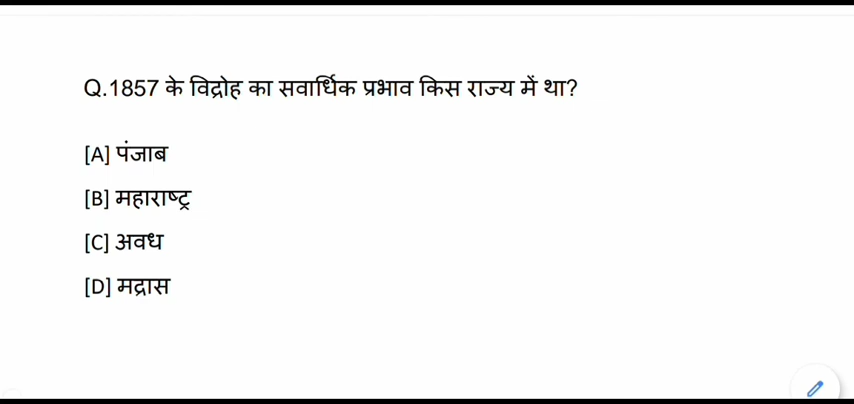 Q.1857 के विद्रोह का सवार्धिक प्रभाव किस राज्य में था?
[A] पंजाब
[B] महाराष्ट्र
[C] अवध
[D] मद्रास